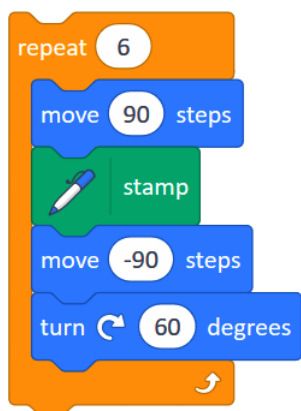 repeat 6
move 90 steps
stamp
move -90 steps
turn 60 degrees